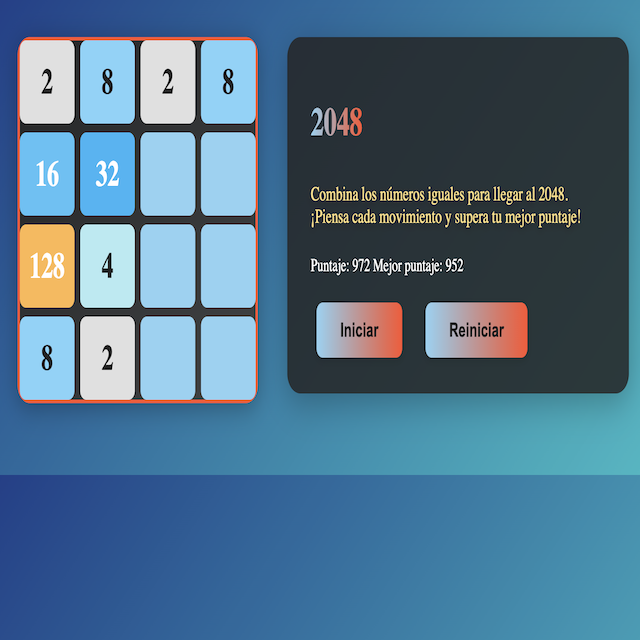 2 8 2 8
16 32
128 4
8 2
2048
Combina los números iguales para llegar al 2048.
¡Piensa cada movimiento y supera tu mejor puntaje!
Puntaje: 972 Mejor puntaje: 952
Iniciar Reiniciar